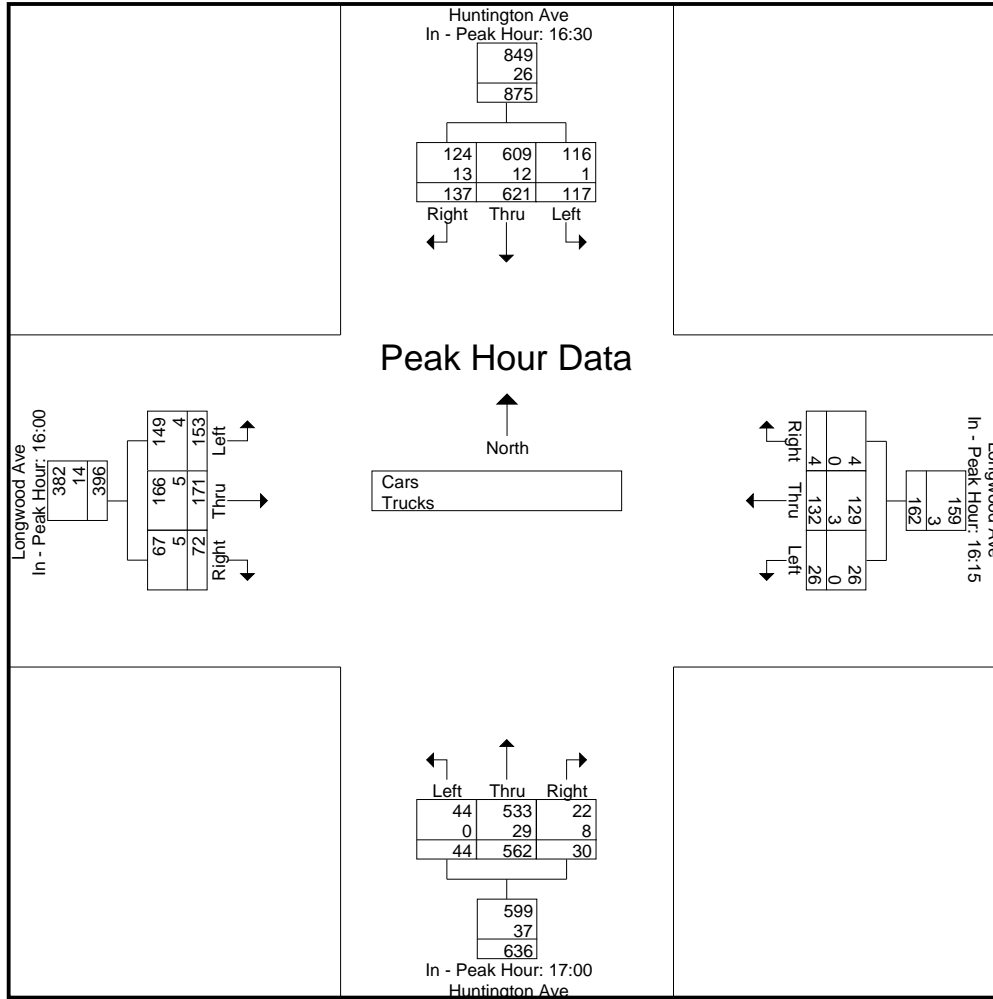 Huntington Ave
In - Peak Hour: 16:30
849
26
875
124 609 116
13 12 1
137 621 117
Right Thru Left
Peak Hour Data
North
Cars
Trucks
Longwood Ave
In - Peak Hour: 16:00
382
14
396
149 4 153 Left
166 5 171 Thru
67 5 72 Right
Longwood Ave
In - Peak Hour: 16:15
159
3
162
Right 4 0 4
Thru 132 3 129
Left 26 0 26
Left Thru Right
44 533 22
0 29 8
44 562 30
599
37
636
In - Peak Hour: 17:00
Huntington Ave